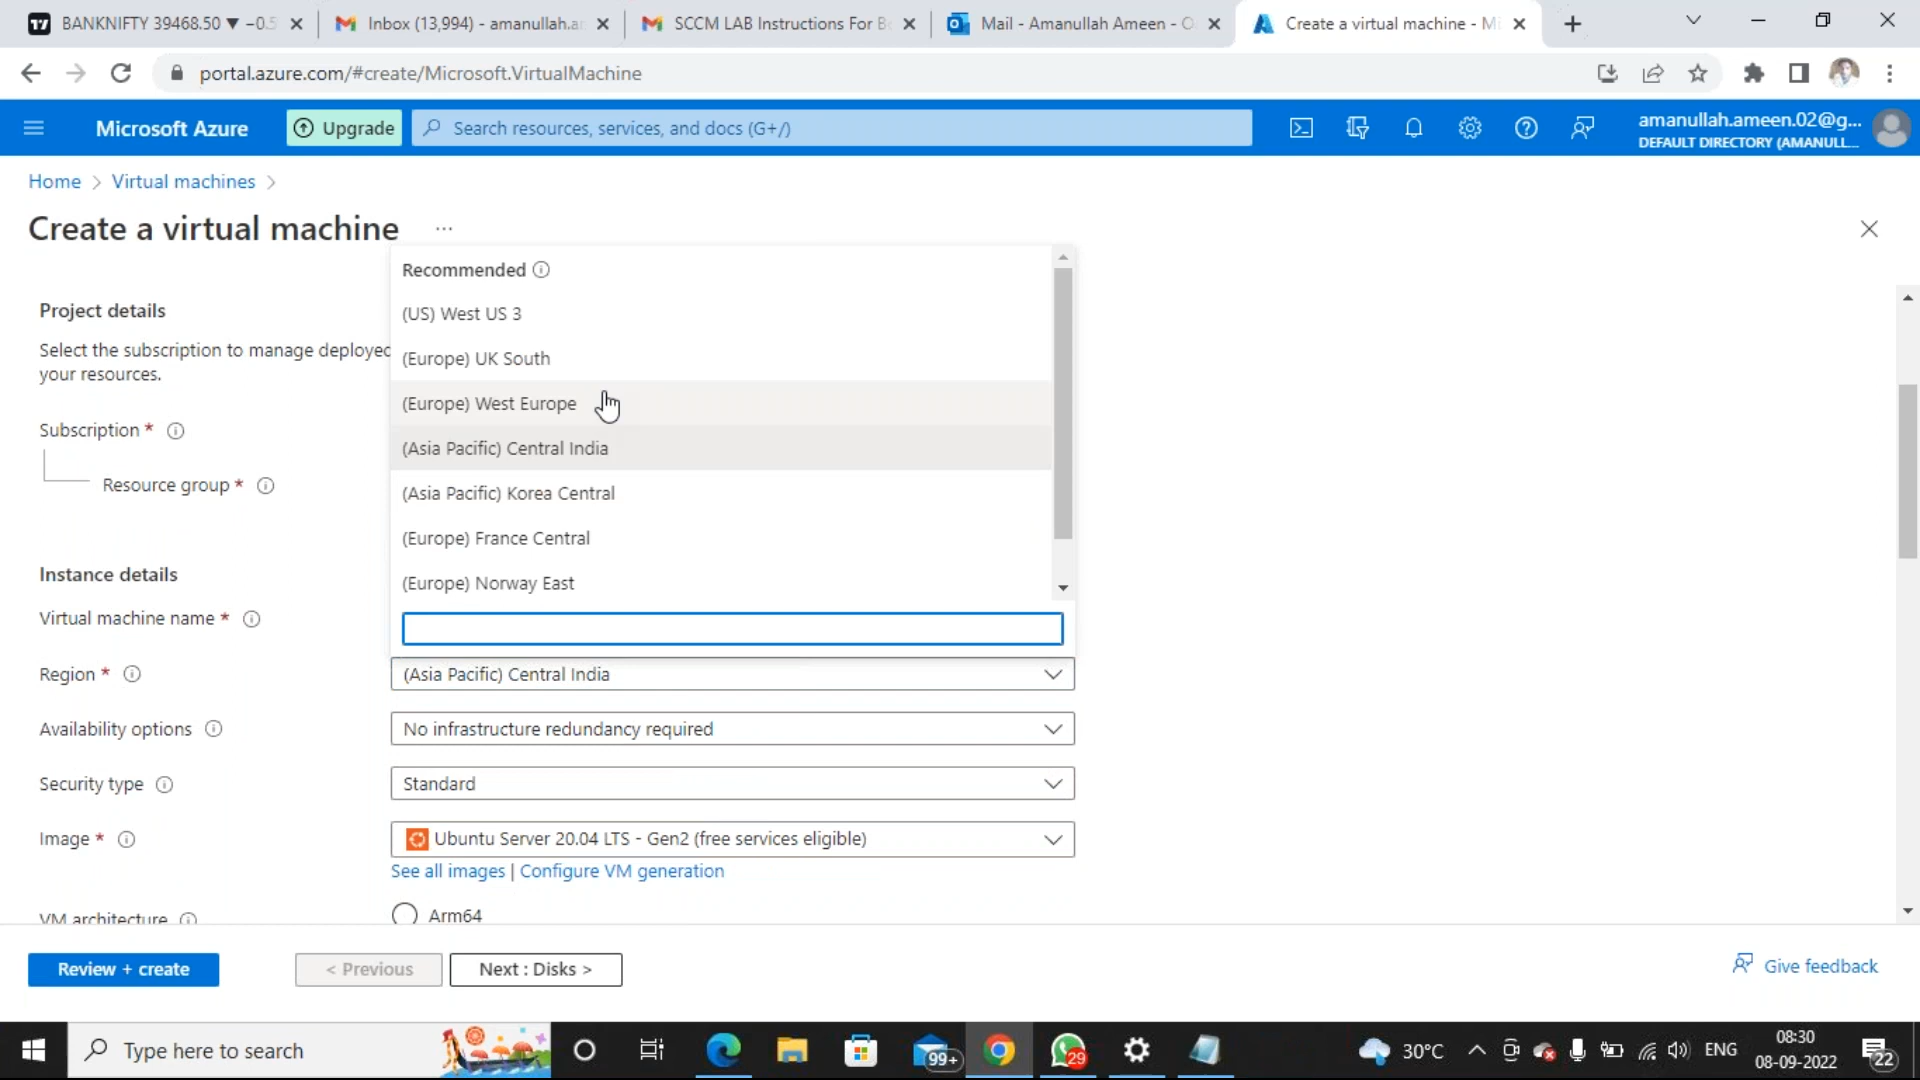 BANKNIFTY 39468.50 ▼ −0.5
Inbox (13,994) - amanullah.a
SCCM LAB Instructions For B
Mail - Amanullah Ameen - O
Create a virtual machine - M
portal.azure.com/#create/Microsoft.VirtualMachine
Microsoft Azure
Upgrade
Search resources, services, and docs (G+/)
amanullah.ameen.02@g...
DEFAULT DIRECTORY (AMANULL...
Home > Virtual machines >
Create a virtual machine ...
Recommended
(US) West US 3
(Europe) UK South
(Europe) West Europe
(Asia Pacific) Central India
(Asia Pacific) Korea Central
(Europe) France Central
(Europe) Norway East
Project details
Select the subscription to manage deployed
your resources.
Subscription *
Resource group *
Instance details
Virtual machine name *
Region *
(Asia Pacific) Central India
Availability options
No infrastructure redundancy required
Security type
Standard
Image *
Ubuntu Server 20.04 LTS - Gen2 (free services eligible)
See all images | Configure VM generation
VM architecture
Arm64
Review + create
< Previous
Next : Disks >
Give feedback
Type here to search
99+
29
30°C
ENG
08:30
08-09-2022
22